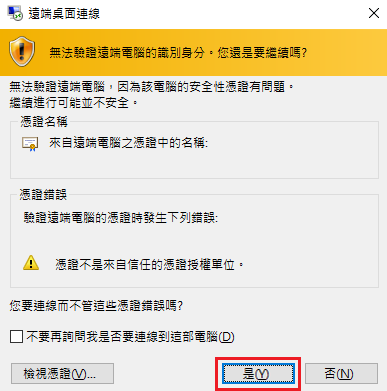 遠端桌面連線
無法驗證遠端電腦的識別身分。您還是要繼續嗎?
無法驗證遠端電腦，因為該電腦的安全性憑證有問題。
繼續進行可能並不安全。
憑證名稱
來自遠端電腦之憑證中的名稱:
憑證錯誤
驗證遠端電腦的憑證時發生下列錯誤:
憑證不是來自信任的憑證授權單位。
您要連線而不管這些憑證錯誤嗎?
不要再詢問我是否要連線到這部電腦(D)
檢視憑證(V)... 是(Y) 否(N)